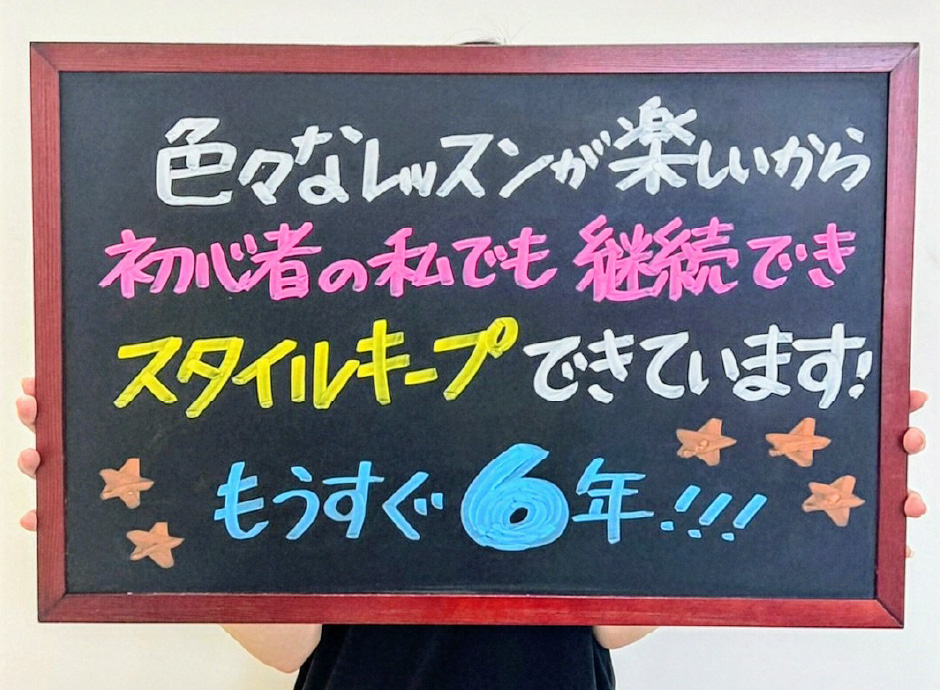 色々なレッスンが楽しいから
初心者の私でも継続でき
スタイルキープできています!
もうすぐ6年!!!